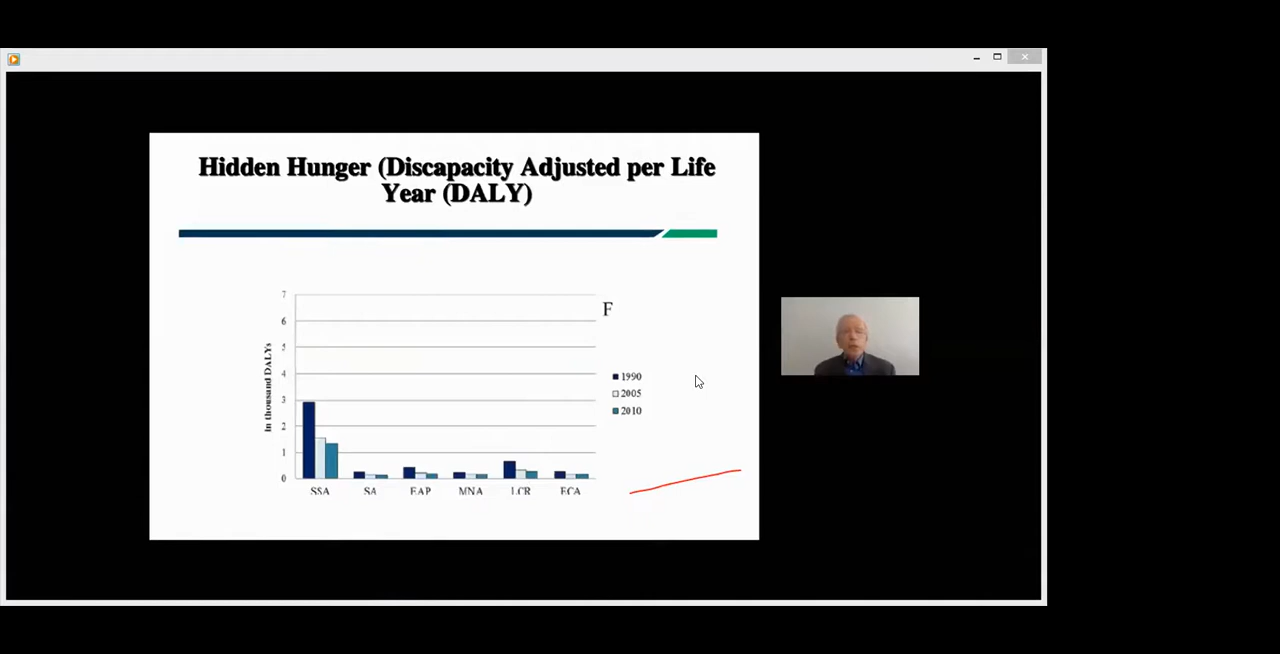 Hidden Hunger (Discapacity Adjusted per Life
Year (DALY)
7
6
5
4
3
2
1
0
In thousand DALYs
SSA
SA
EAP
MNA
LCR
ECA
F
1990
2005
2010